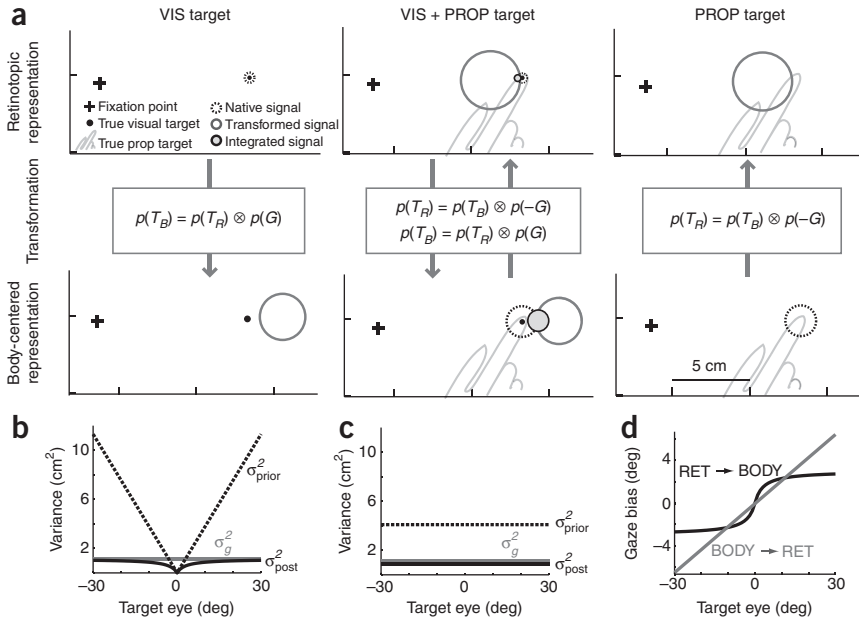 a
VIS target
VIS + PROP target
PROP target
Retinotopic
representation
Fixation point
Native signal
True visual target
Transformed signal
True prop target
Integrated signal
Transformation
p(T_B) = p(T_R) ⊗ p(G)
p(T_R) = p(T_B) ⊗ p(−G)
p(T_B) = p(T_R) ⊗ p(G)
p(T_R) = p(T_B) ⊗ p(−G)
Body-centered
representation
5 cm
b
Variance (cm²)
10
6
2
σ²prior
σ²g
σ²post
−30
0
30
Target eye (deg)
c
Variance (cm²)
10
6
2
σ²prior
σ²g
σ²post
−30
0
30
Target eye (deg)
d
Gaze bias (deg)
4
0
−4
RET → BODY
BODY → RET
−30
0
30
Target eye (deg)